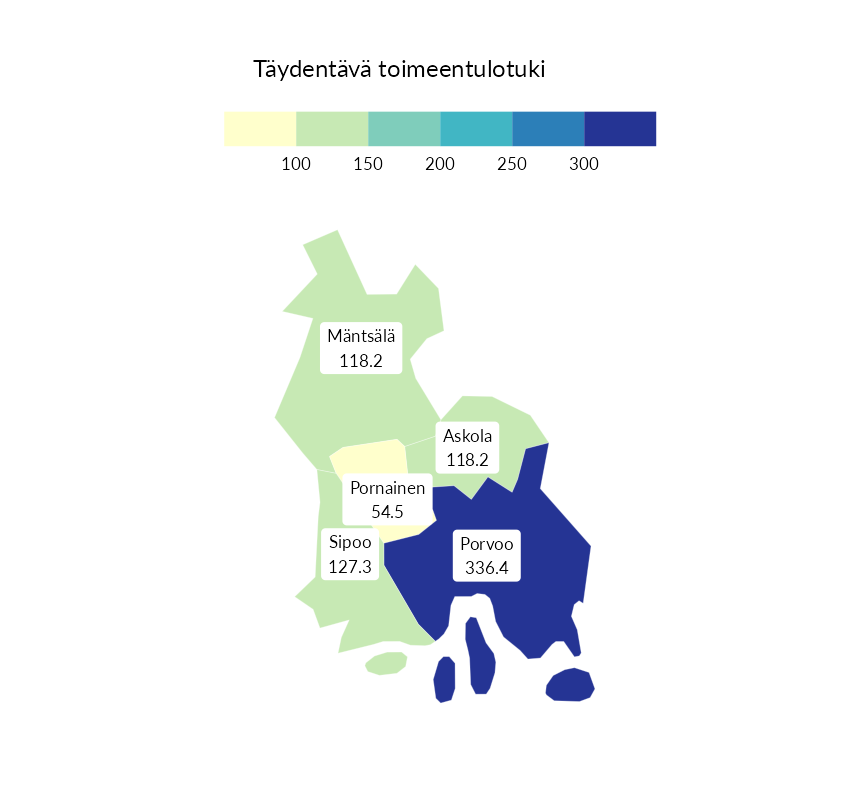 Täydentävä toimeentulotuki
100 150 200 250 300
Mäntsälä
118.2
Askola
118.2
Pornainen
54.5
Sipoo
127.3
Porvoo
336.4